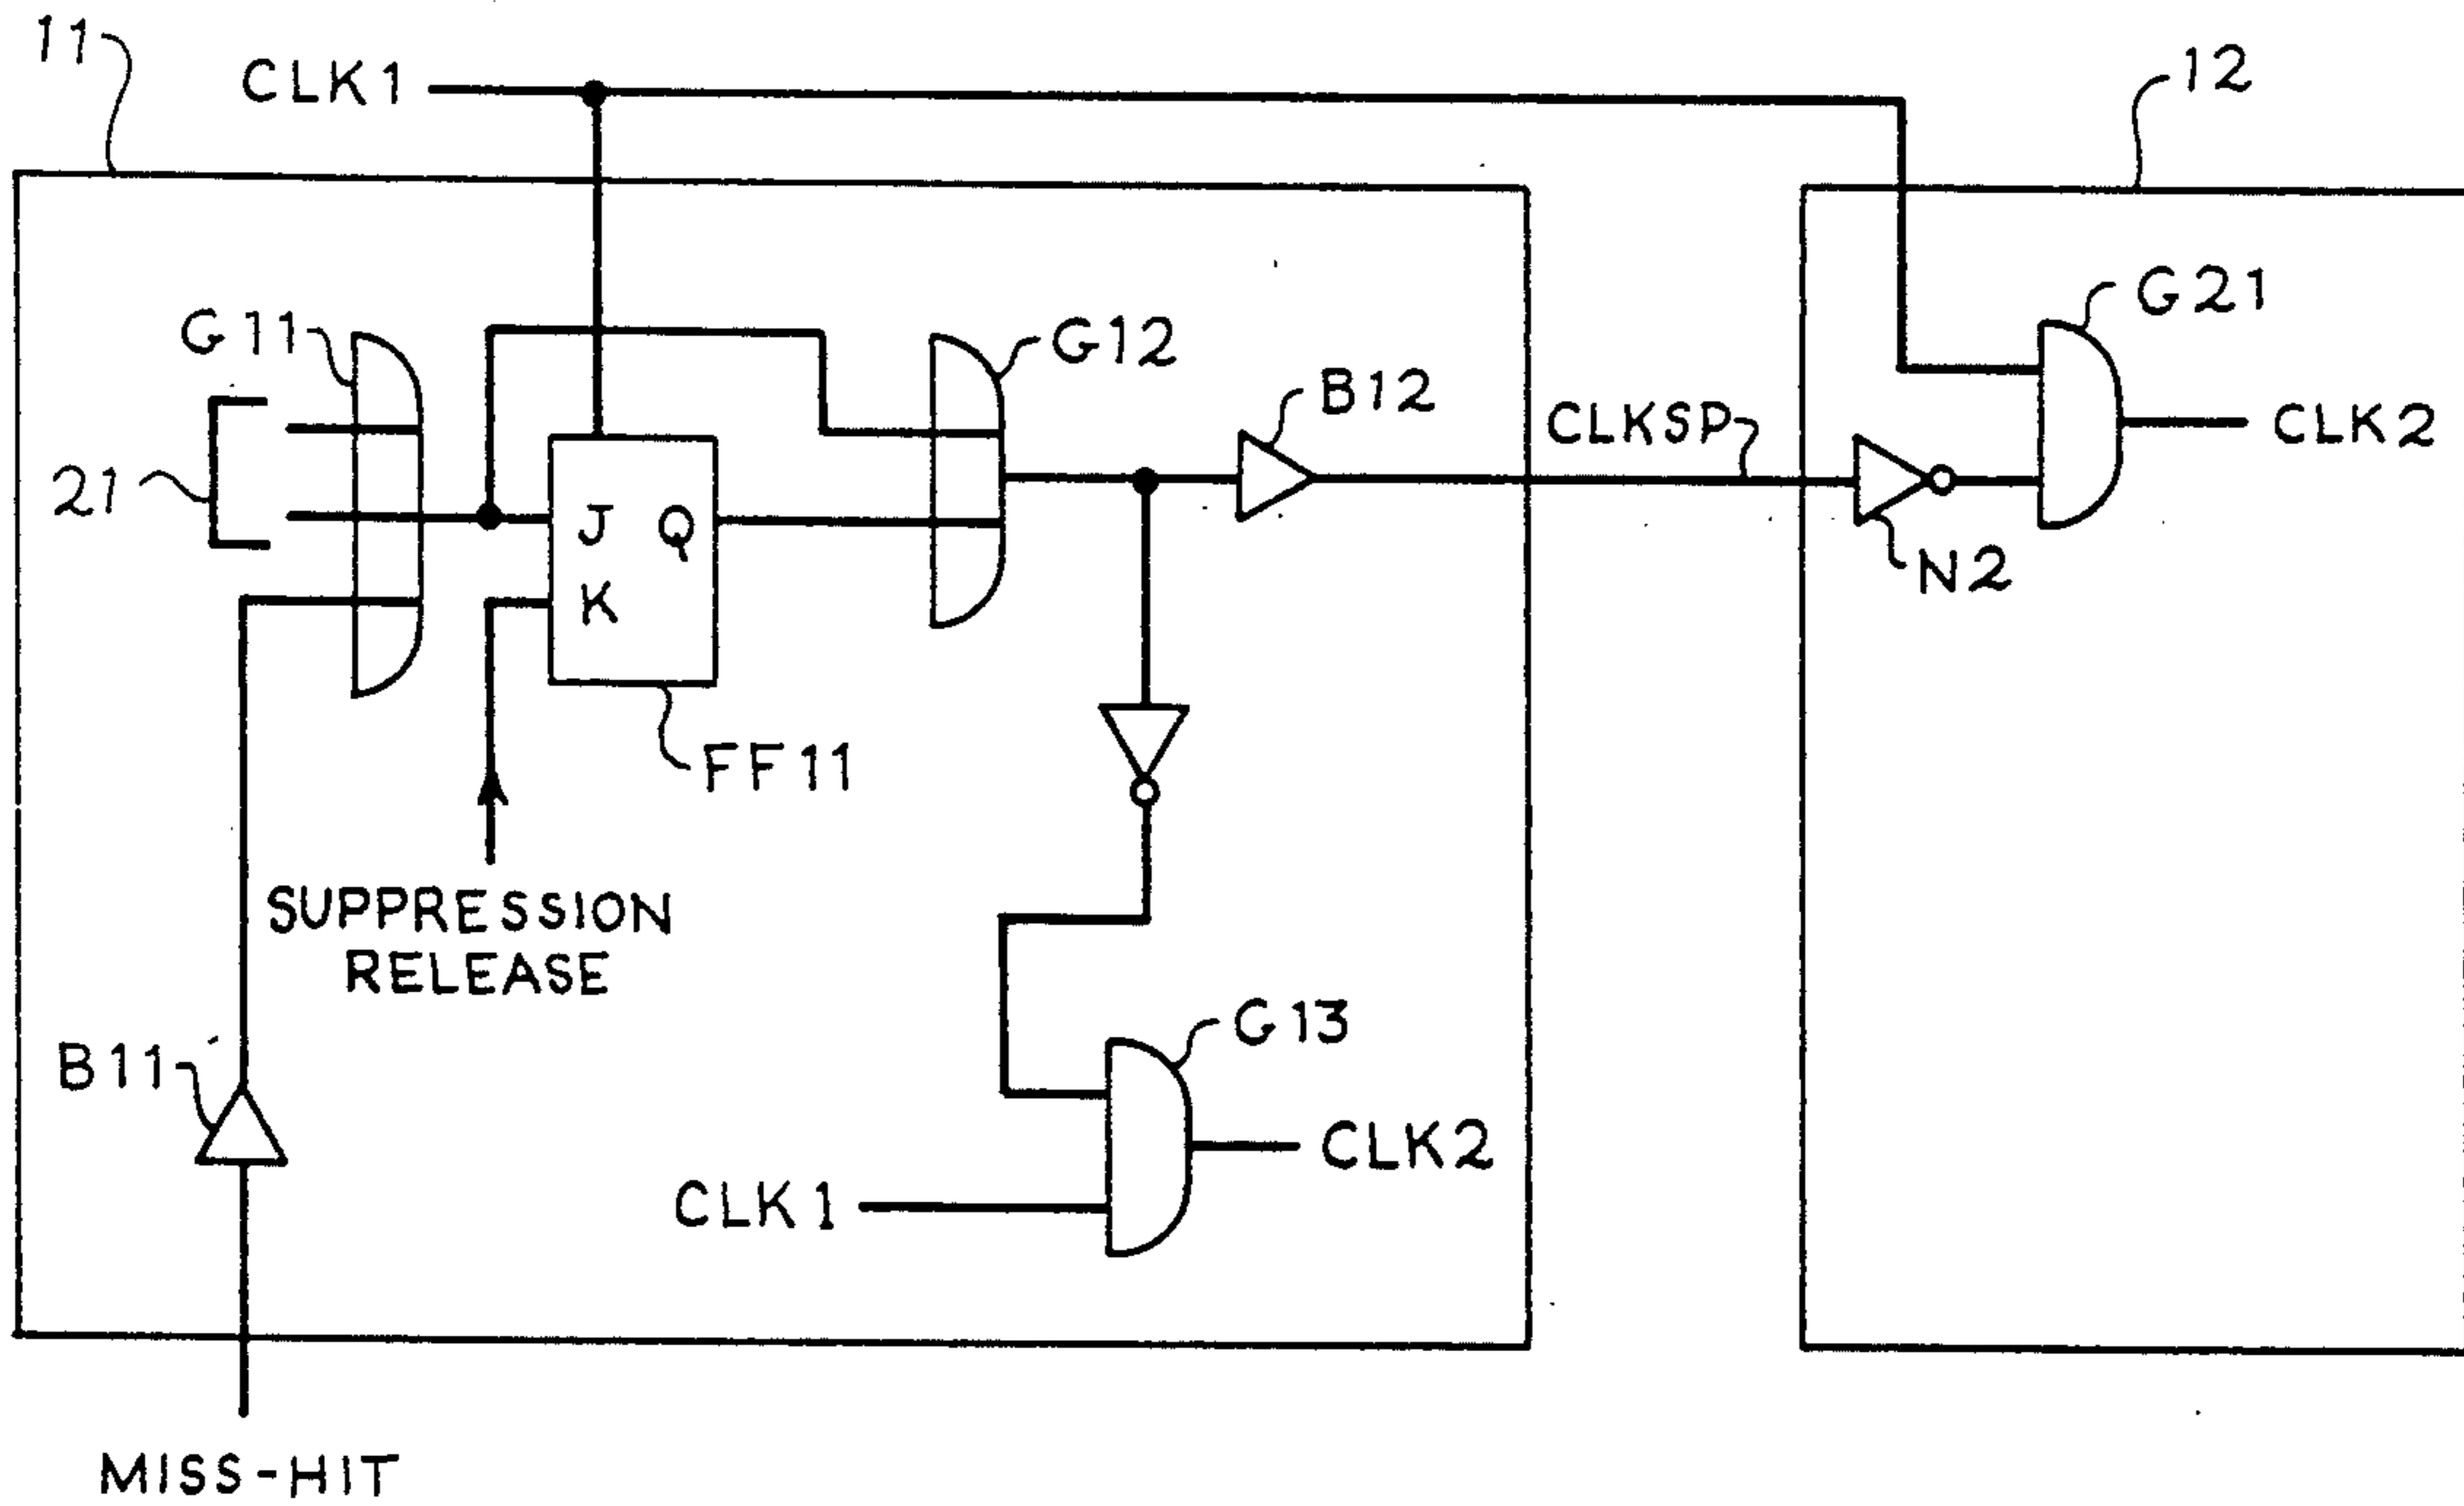 11
CLK1
12
G11
G12
G21
B12
CLKSP
CLK2
21
J Q
K
N2
FF11
SUPPRESSION
RELEASE
G13
B11
CLK2
CLK1
MISS-HIT